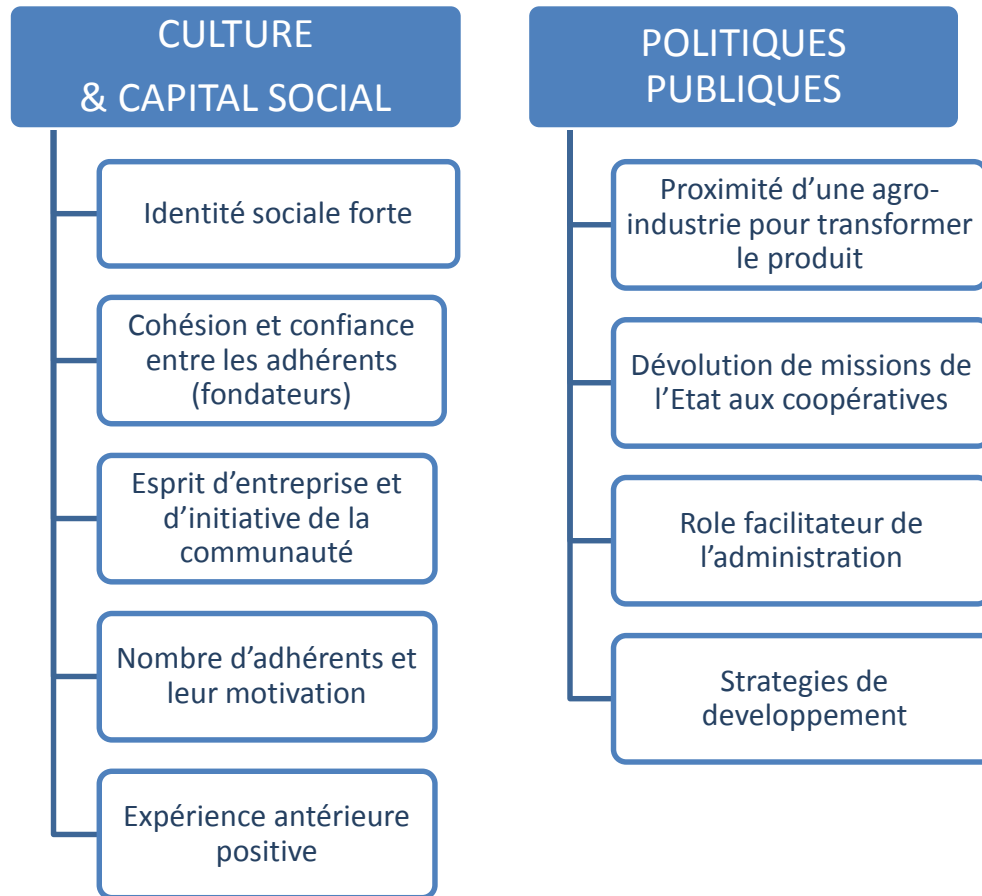 CULTURE
& CAPITAL SOCIAL
Identité sociale forte
Cohésion et confiance
entre les adhérents
(fondateurs)
Esprit d’entreprise et
d’initiative de la
communauté
Nombre d’adhérents et
leur motivation
Expérience antérieure
positive
POLITIQUES
PUBLIQUES
Proximité d’une agro-
industrie pour transformer
le produit
Dévolution de missions de
l’Etat aux coopératives
Role facilitateur de
l’administration
Strategies de
developpement